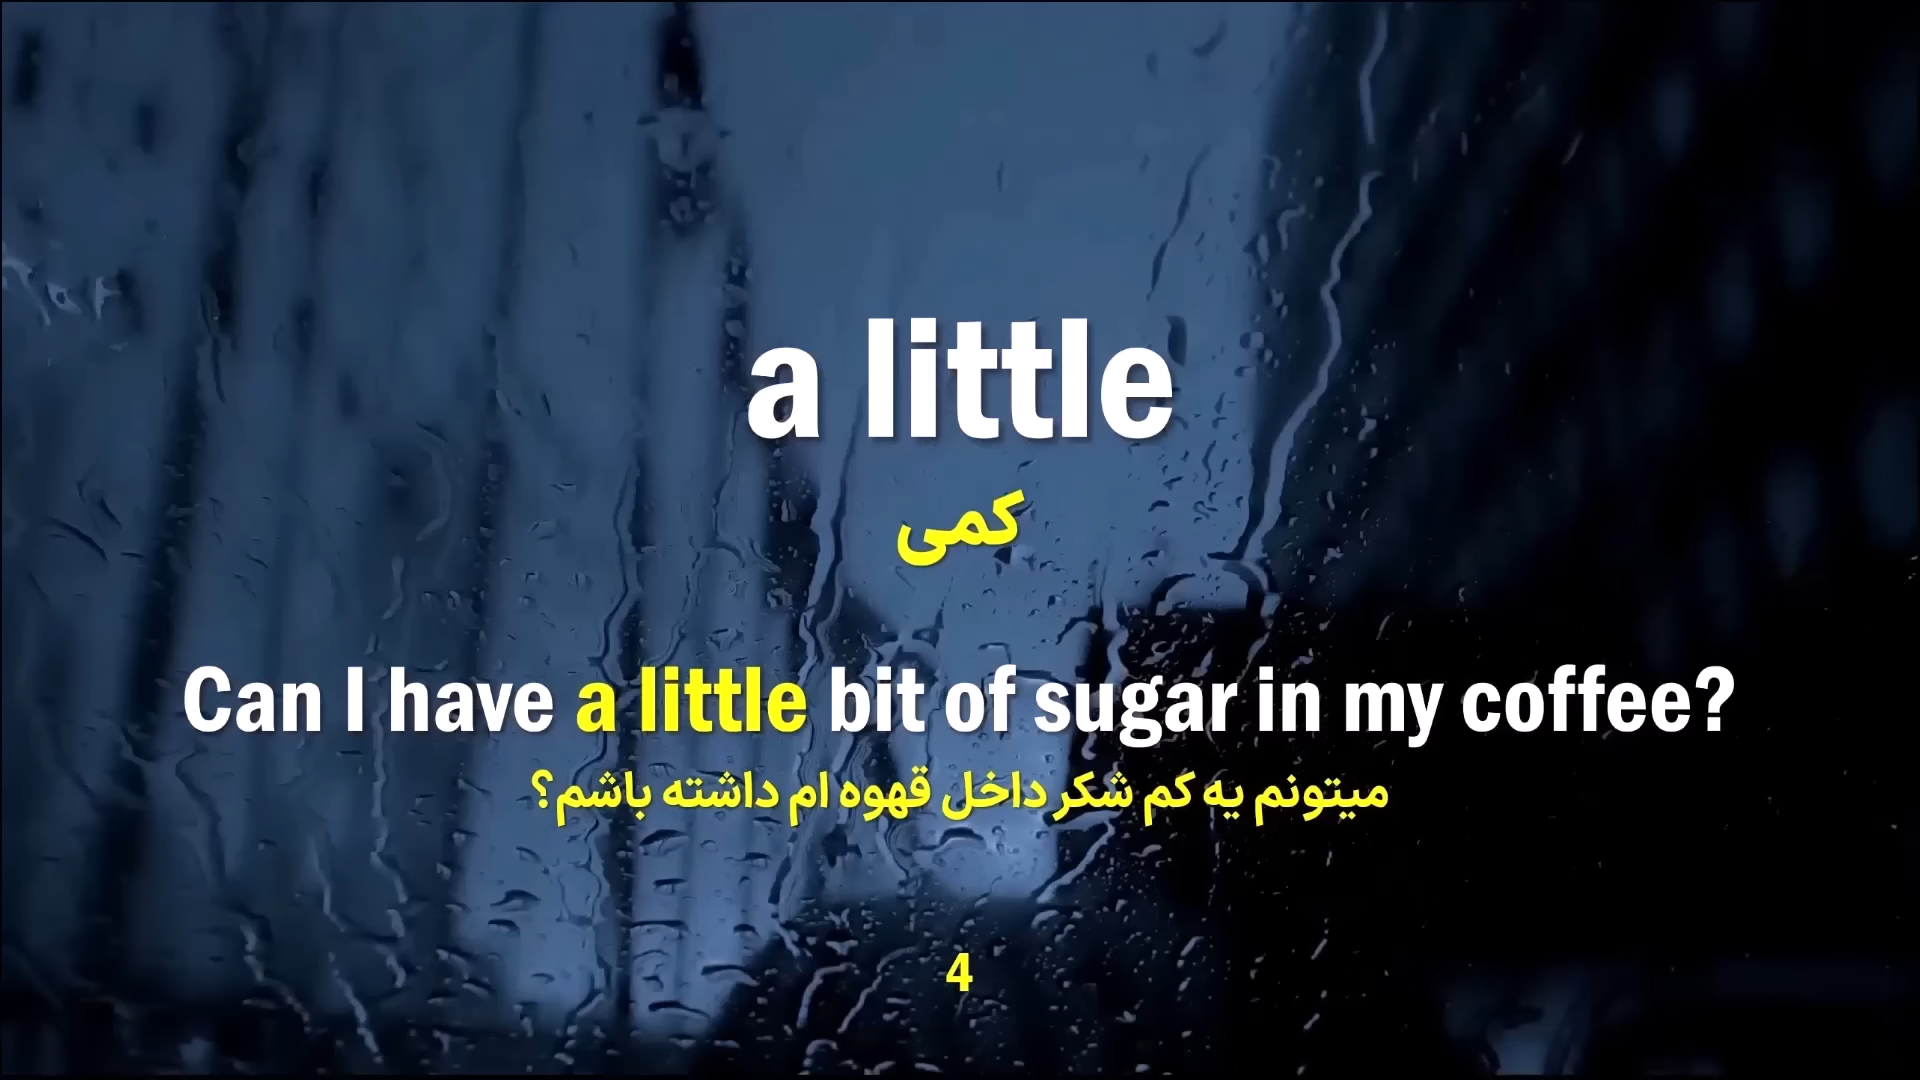 a little
کمی
Can I have a little bit of sugar in my coffee?
میتونم یه کم شکر داخل قهوه ام داشته باشم؟
4